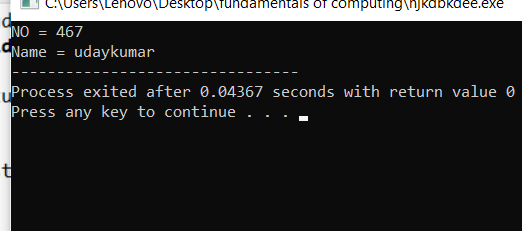 C:\Users\Lenovo\Desktop\fundamentals of computing\njkdbkdee.exe
NO = 467
Name = udaykumar
--------------------------------
Process exited after 0.04367 seconds with return value 0
Press any key to continue . . .